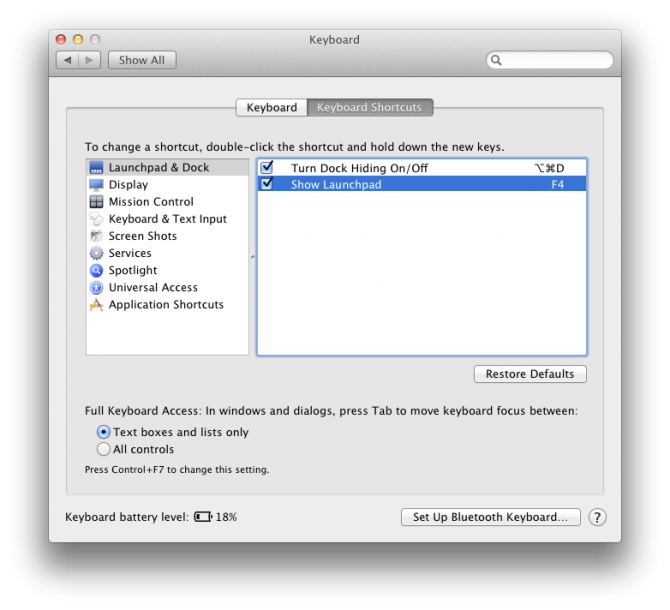 Keyboard
Show All
Keyboard Keyboard Shortcuts
To change a shortcut, double-click the shortcut and hold down the new keys.
Launchpad & Dock
Display
Mission Control
Keyboard & Text Input
Screen Shots
Services
Spotlight
Universal Access
Application Shortcuts
Turn Dock Hiding On/Off ⌥⌘D
Show Launchpad F4
Restore Defaults
Full Keyboard Access: In windows and dialogs, press Tab to move keyboard focus between:
Text boxes and lists only
All controls
Press Control+F7 to change this setting.
Keyboard battery level: 18%
Set Up Bluetooth Keyboard... ?